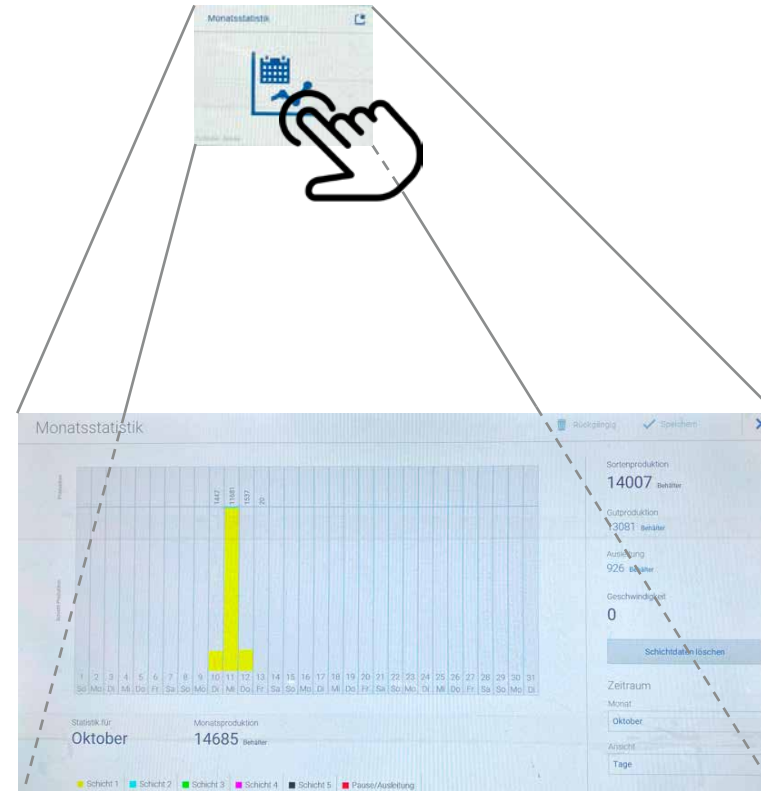 Monatsstatistik
Monatsstatistik
Rückgängig
Speichern
Produktion
1447 11681 1537 20
1 2 3 4 5 6 7 8 9 10 11 12 13 14 15 16 17 18 19 20 21 22 23 24 25 26 27 28 29 30 31
So Mo Di Mi Do Fr Sa So Mo Di Mi Do Fr Sa So Mo Di Mi Do Fr Sa So Mo Di Mi Do Fr Sa So Mo Di
Statistik für
Oktober
Monatsproduktion
14685 Behälter
Schicht 1 Schicht 2 Schicht 3 Schicht 4 Schicht 5 Pause/Ausleitung
Sortenproduktion
14007 Behälter
Gutproduktion
13081 Behälter
Ausleitung
926 Behälter
Geschwindigkeit
0
Schichtdaten löschen
Zeitraum
Monat
Oktober
Ansicht
Tage